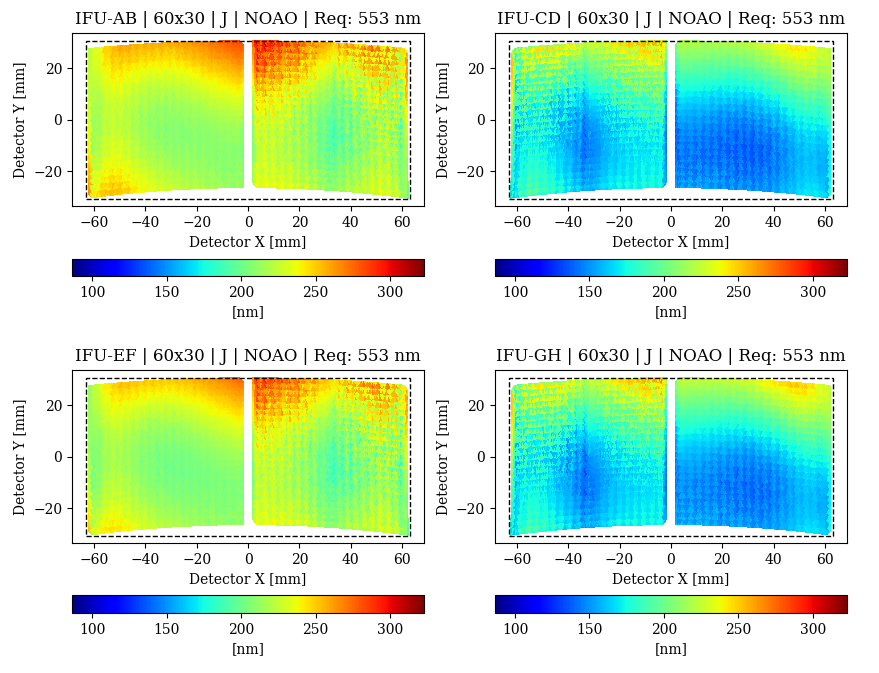 IFU-AB | 60x30 | J | NOAO | Req: 553 nm
Detector Y [mm]
20
0
−20
−60 −40 −20 0 20 40 60
Detector X [mm]
100 150 200 250 300
[nm]
IFU-CD | 60x30 | J | NOAO | Req: 553 nm
Detector Y [mm]
20
0
−20
−60 −40 −20 0 20 40 60
Detector X [mm]
100 150 200 250 300
[nm]
IFU-EF | 60x30 | J | NOAO | Req: 553 nm
Detector Y [mm]
20
0
−20
−60 −40 −20 0 20 40 60
Detector X [mm]
100 150 200 250 300
[nm]
IFU-GH | 60x30 | J | NOAO | Req: 553 nm
Detector Y [mm]
20
0
−20
−60 −40 −20 0 20 40 60
Detector X [mm]
100 150 200 250 300
[nm]